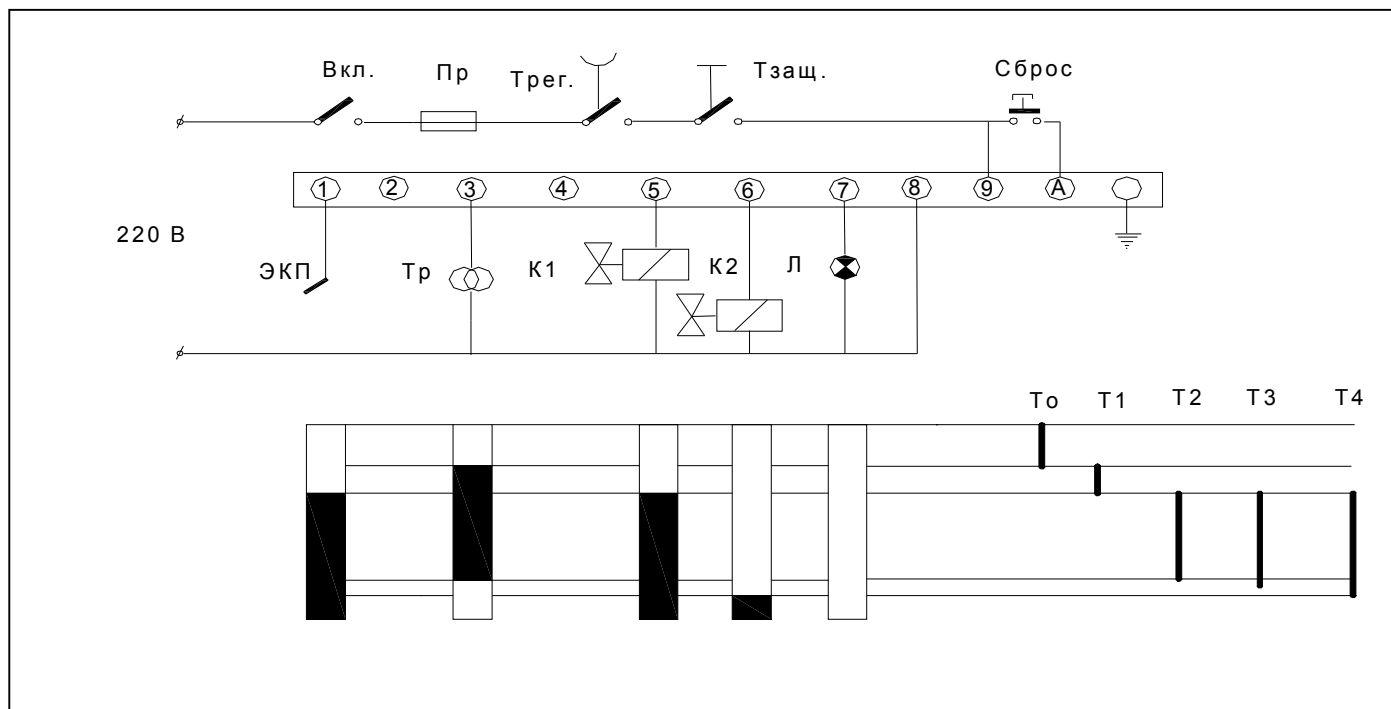 Вкл. Пр Трег. Тзащ. Сброс
1 2 3 4 5 6 7 8 9 А
220 В
ЭКП Тр К1 К2 Л
То Т1 Т2 Т3 Т4